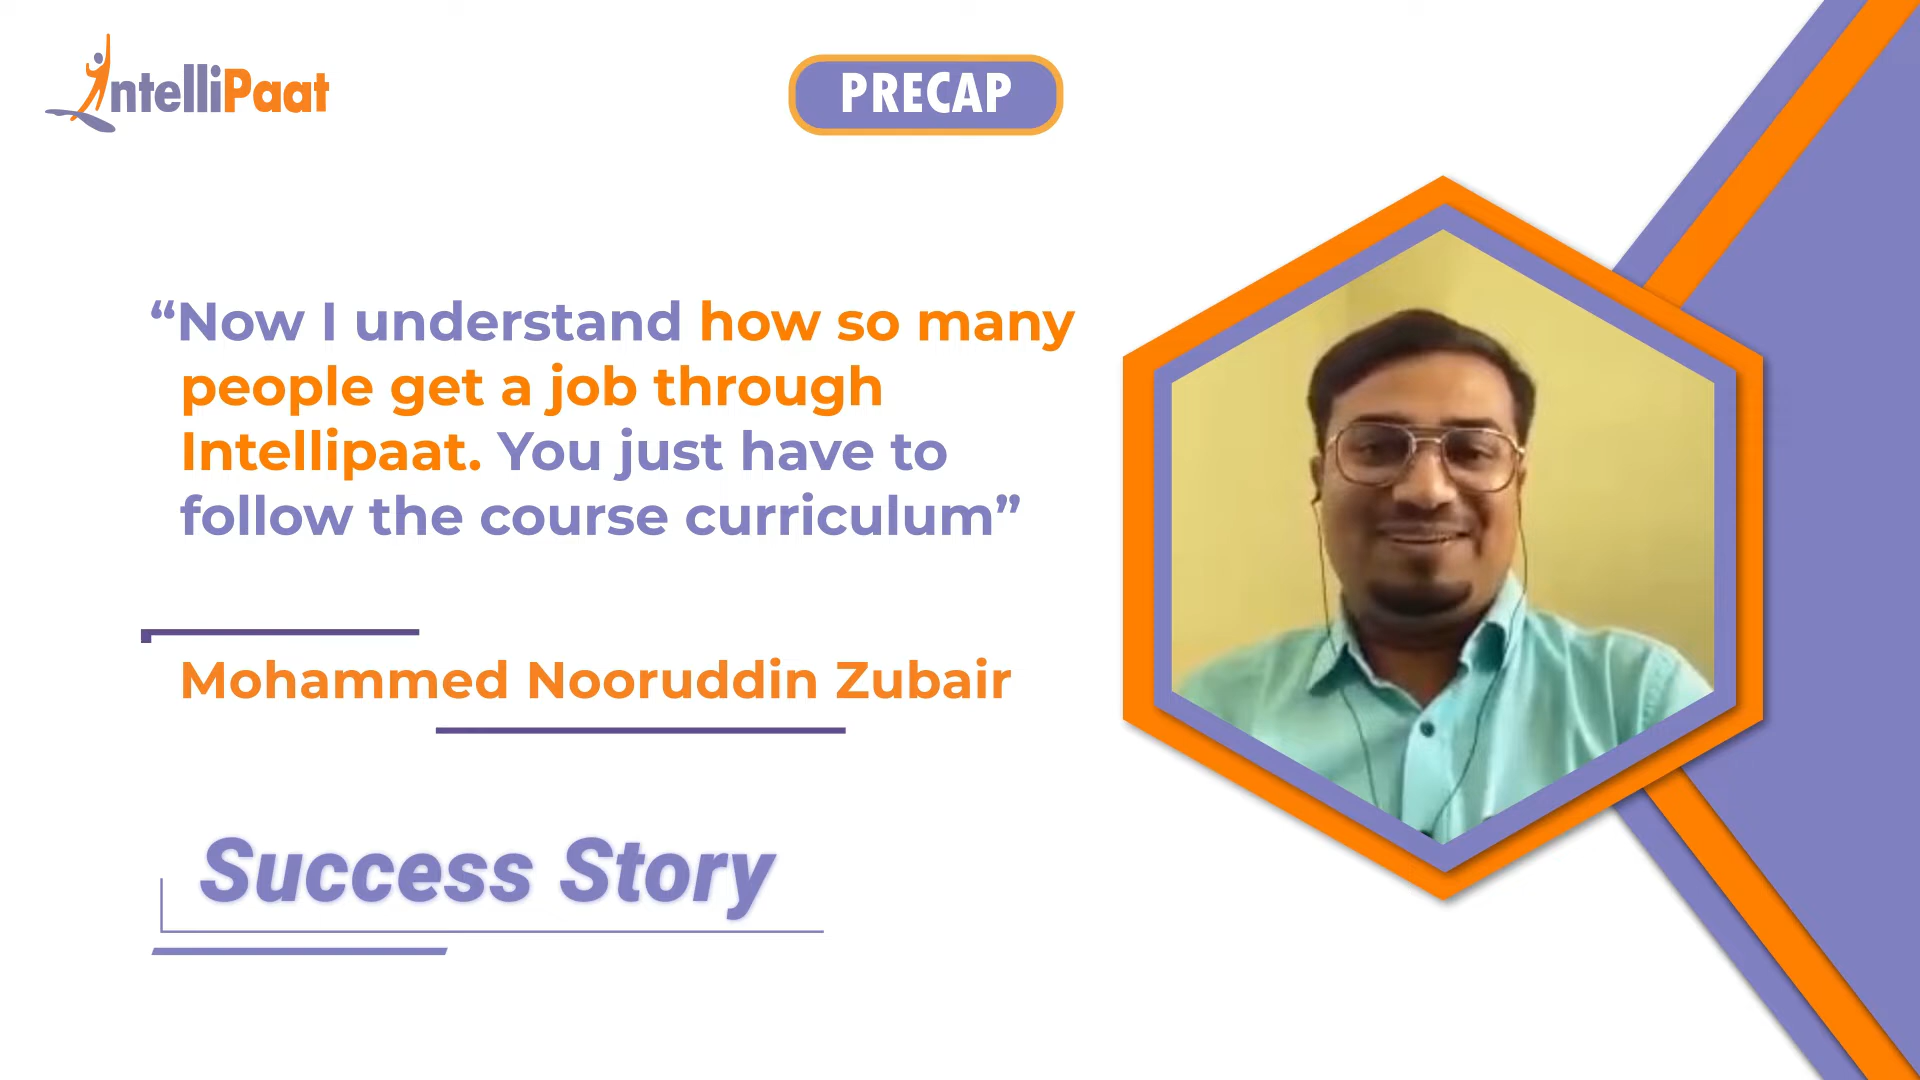 IntelliPaat
PRECAP
“Now I understand how so many
people get a job through
Intellipaat. You just have to
follow the course curriculum”
Mohammed Nooruddin Zubair
Success Story